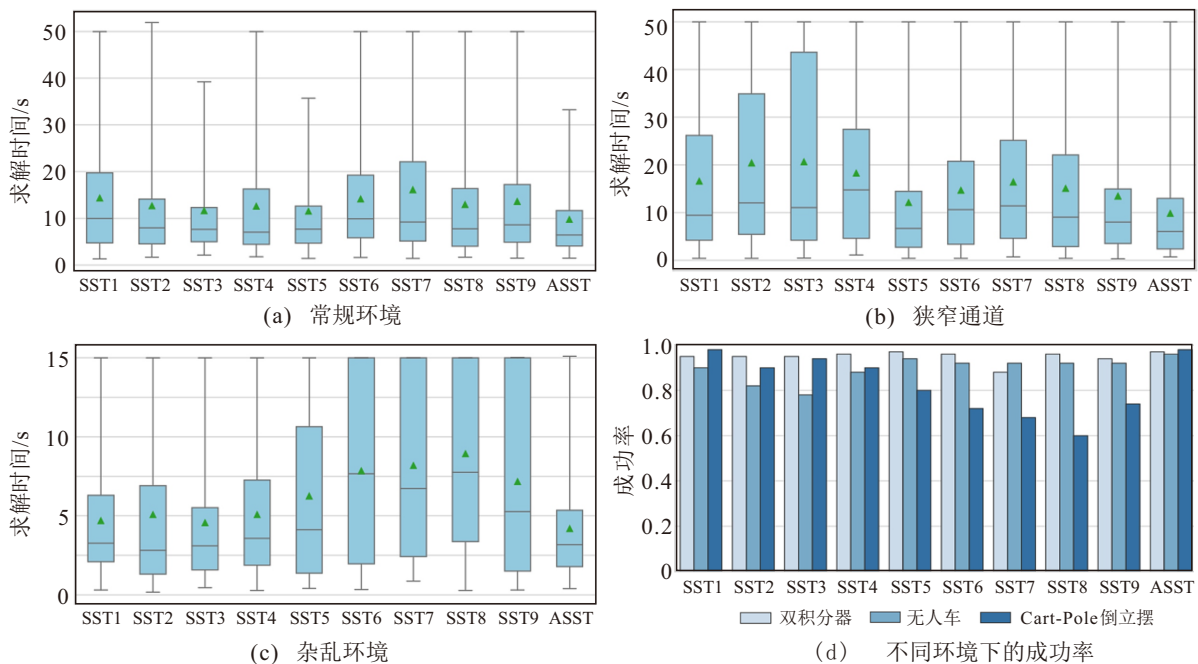 50
40
30
20
10
0
求解时间/s
SST1 SST2 SST3 SST4 SST5 SST6 SST7 SST8 SST9 ASST
(a) 常规环境
50
40
30
20
10
0
求解时间/s
SST1 SST2 SST3 SST4 SST5 SST6 SST7 SST8 SST9 ASST
(b) 狭窄通道
15
10
5
0
求解时间/s
SST1 SST2 SST3 SST4 SST5 SST6 SST7 SST8 SST9 ASST
(c) 杂乱环境
1.0
0.8
0.6
0.4
0.2
0
成功率
SST1 SST2 SST3 SST4 SST5 SST6 SST7 SST8 SST9 ASST
双积分器 无人车 Cart-Pole倒立摆
(d) 不同环境下的成功率